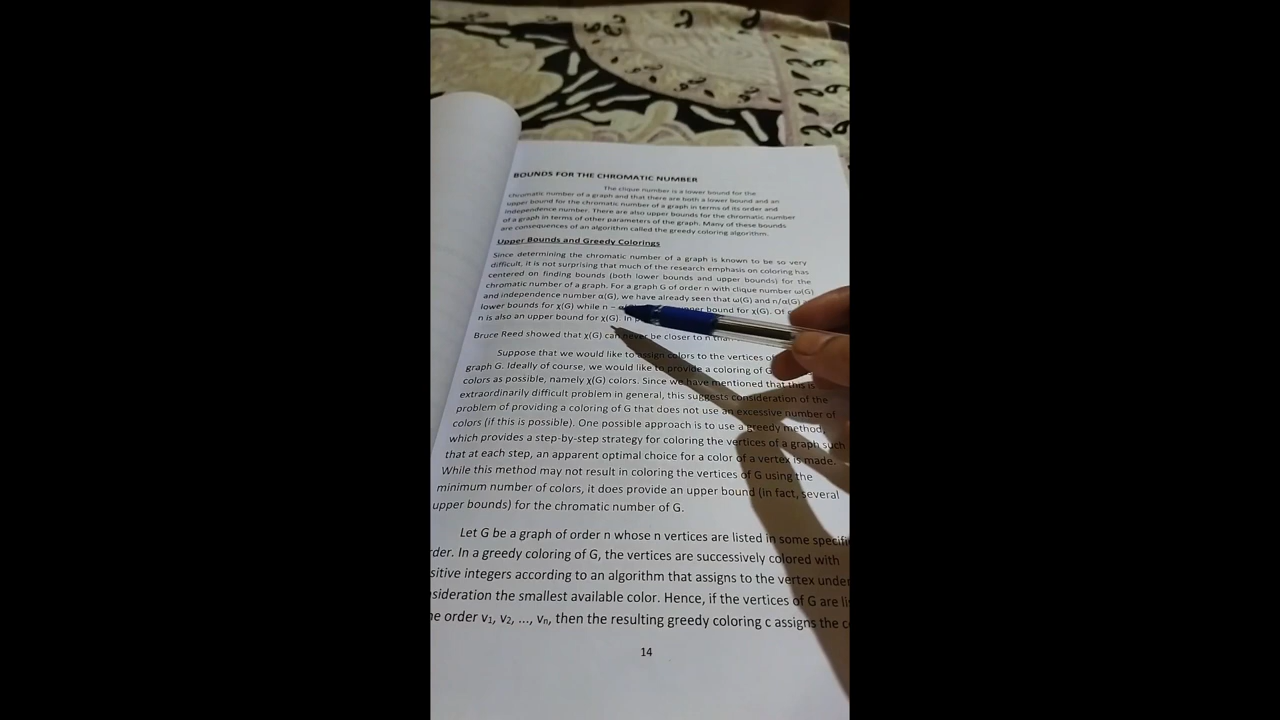 BOUNDS FOR THE CHROMATIC NUMBER
The clique number is a lower bound for the
chromatic number of a graph and that there are both a lower bound and an
upper bound for the chromatic number of a graph in terms of its order and
independence number. There are also upper bounds for the chromatic number
of a graph in terms of other parameters of the graph. Many of these bounds
are consequences of an algorithm called the greedy coloring algorithm.
Upper Bounds and Greedy Colorings
Since determining the chromatic number of a graph is known to be so very
difficult, it is not surprising that much of the research emphasis on coloring has
centered on finding bounds (both lower bounds and upper bounds) for the
chromatic number of a graph. For a graph G of order n with clique number ω(G)
and independence number α(G), we have already seen that ω(G) and n/α(G)
lower bounds for χ(G) while n − bound for χ(G). Of
n is also an upper bound for χ(G). In
Bruce Reed showed that χ(G) can never be closer to n
Suppose that we would like to assign colors to the vertices of
graph G. Ideally of course, we would like to provide a coloring of G
colors as possible, namely χ(G) colors. Since we have mentioned that this is
extraordinarily difficult problem in general, this suggests consideration of the
problem of providing a coloring of G that does not use an excessive number of
colors (if this is possible). One possible approach is to use a greedy method,
which provides a step-by-step strategy for coloring the vertices of a graph such
that at each step, an apparent optimal choice for a color of a vertex is made.
While this method may not result in coloring the vertices of G using the
minimum number of colors, it does provide an upper bound (in fact, several
upper bounds) for the chromatic number of G.
Let G be a graph of order n whose n vertices are listed in some specifi
rder. In a greedy coloring of G, the vertices are successively colored with
sitive integers according to an algorithm that assigns to the vertex under
nsideration the smallest available color. Hence, if the vertices of G are li
he order v₁, v₂, ..., vₙ, then the resulting greedy coloring c assigns the c
14